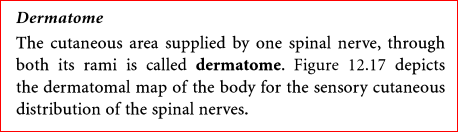 Dermatome
The cutaneous area supplied by one spinal nerve, through
both its rami is called dermatome. Figure 12.17 depicts
the dermatomal map of the body for the sensory cutaneous
distribution of the spinal nerves.